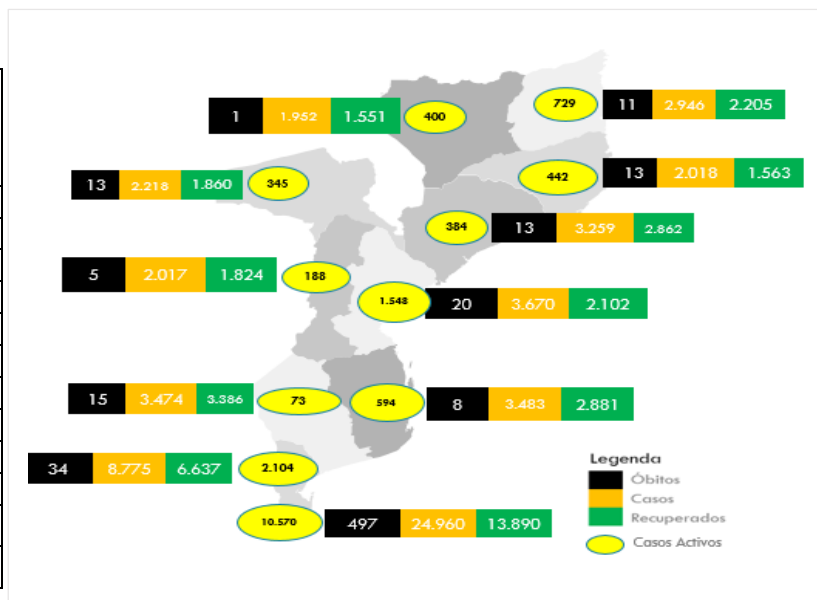 729 11 2.946 2.205
1 1.952 1.551 400
13 2.018 1.563
442
13 2.218 1.860 345
384 13 3.259 2.862
5 2.017 1.824 188
1.548 20 3.670 2.102
15 3.474 3.386 73
594 8 3.483 2.881
34 8.775 6.637 2.104
10.570 497 24.960 13.890
Legenda
Óbitos
Casos
Recuperados
Casos Activos